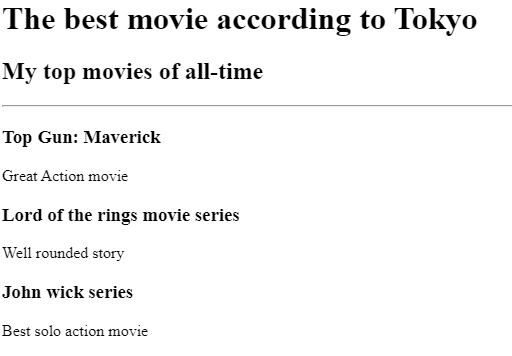 The best movie according to Tokyo
My top movies of all-time
Top Gun: Maverick
Great Action movie
Lord of the rings movie series
Well rounded story
John wick series
Best solo action movie